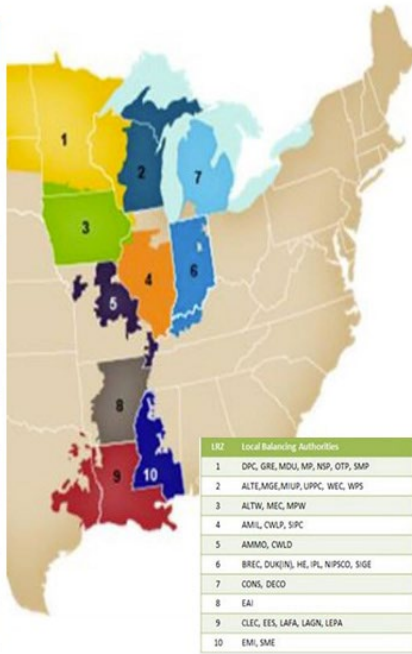 1
2
7
3
4
6
5
8
9
10
LRZ Local Balancing Authorities
1 DPC, GRE, MDU, MP, NSP, OTP, SMP
2 ALTE,MGE,MIUP, UPPC, WEC, WPS
3 ALTW, MEC, MPW
4 AMIL, CWLP, SIPC
5 AMMO, CWLD
6 BREC, DUK(IN), HE, IPL, NIPSCO, SIGE
7 CONS, DECO
8 EAI
9 CLEC, EES, LAFA, LAGN, LEPA
10 EMI, SME